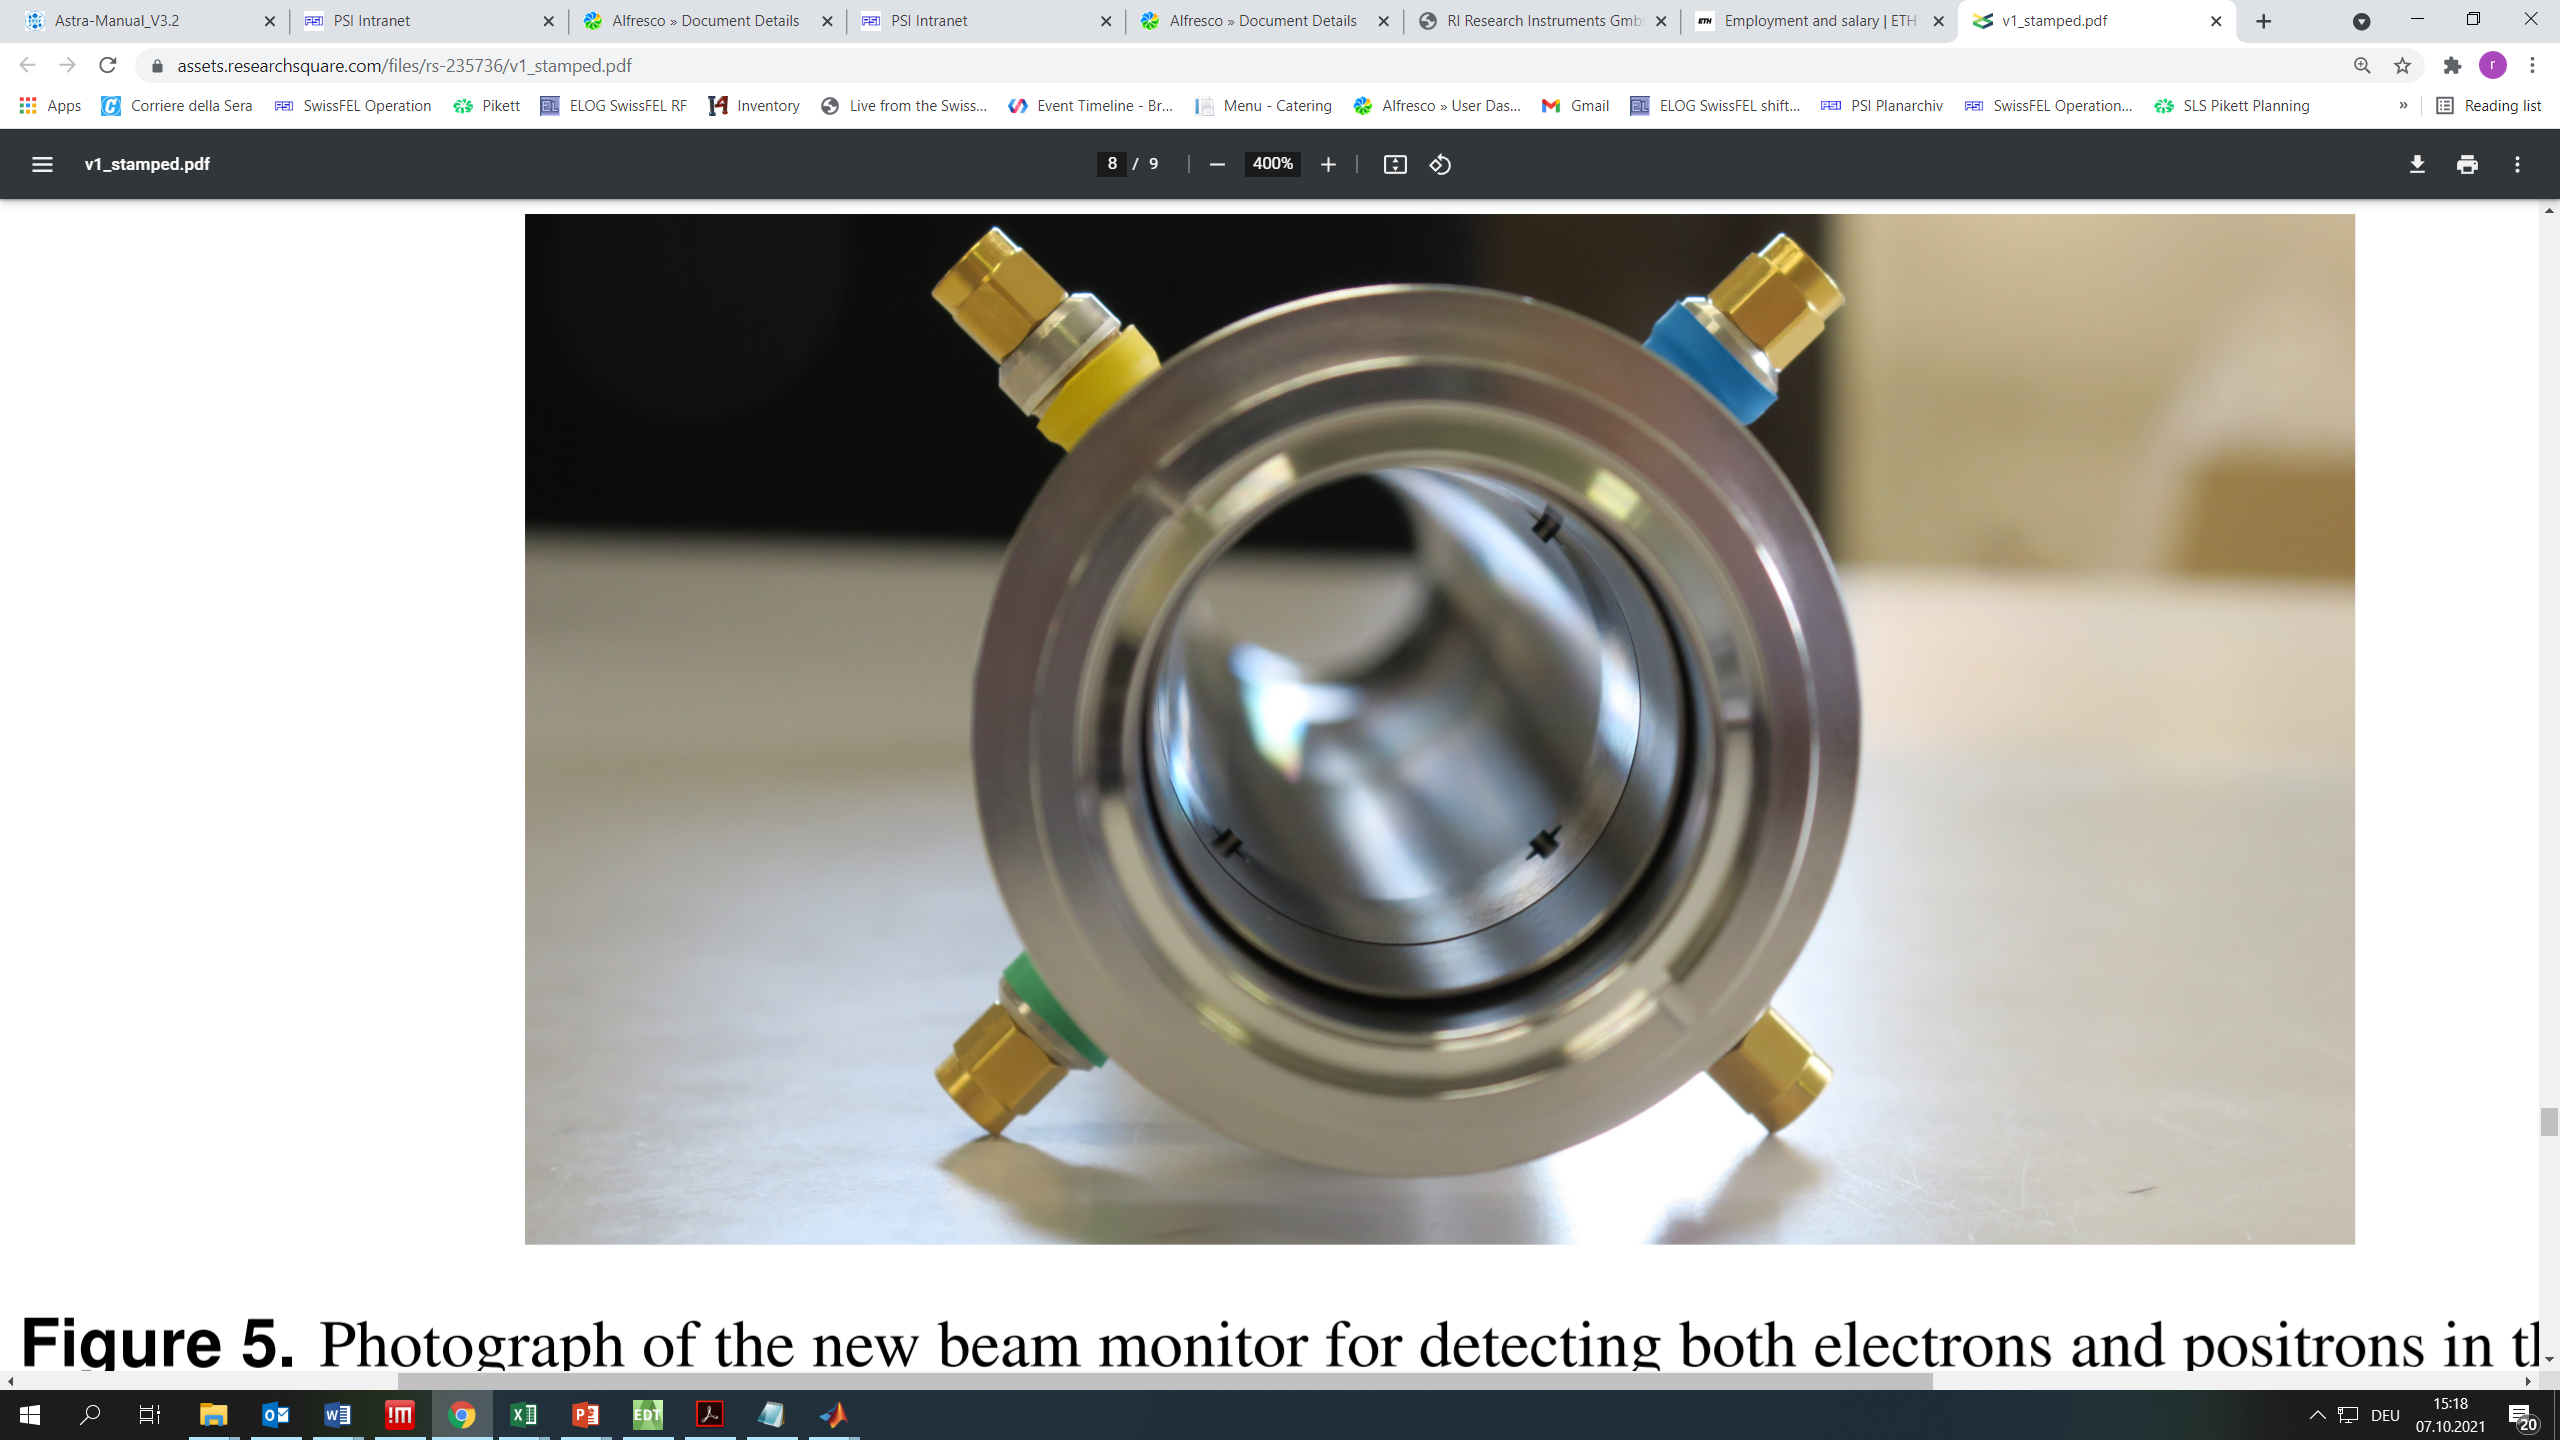 Astra-Manual_V3.2
PSI Intranet
Alfresco » Document Details
PSI Intranet
Alfresco » Document Details
RI Research Instruments Gmb
ETH Employment and salary | ETH
v1_stamped.pdf
assets.researchsquare.com/files/rs-235736/v1_stamped.pdf
r
Apps
Corriere della Sera
SwissFEL Operation
Pikett
ELOG SwissFEL RF
Inventory
Live from the Swiss...
Event Timeline - Br...
Menu - Catering
Alfresco » User Das...
Gmail
ELOG SwissFEL shift...
PSI Planarchiv
SwissFEL Operation...
SLS Pikett Planning
»
Reading list
v1_stamped.pdf
8 / 9
400%
Figure 5. Photograph of the new beam monitor for detecting both electrons and positrons in th
EDT
DEU
15:18
07.10.2021
20